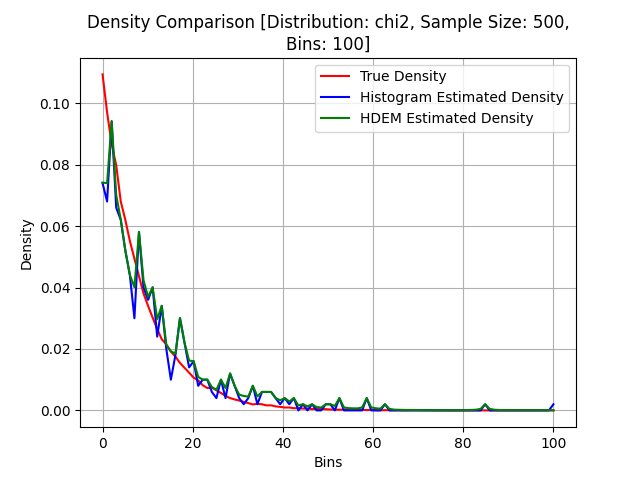 Density Comparison [Distribution: chi2, Sample Size: 500,
Bins: 100]
True Density
Histogram Estimated Density
HDEM Estimated Density
Density
0.10
0.08
0.06
0.04
0.02
0.00
0
20
40
60
80
100
Bins